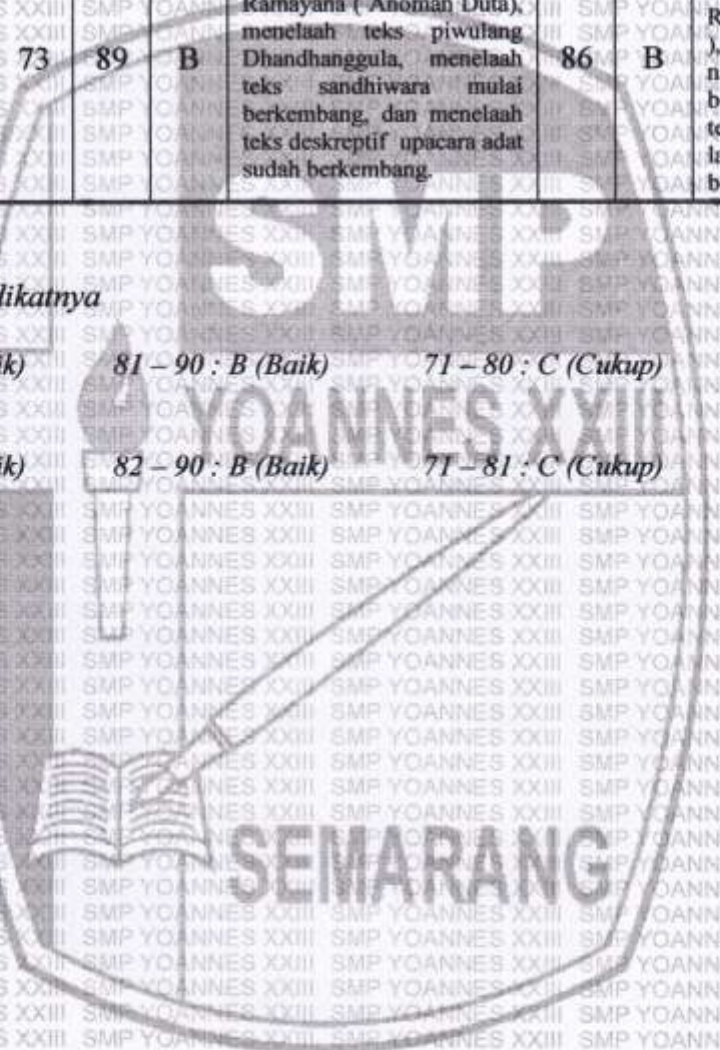 Ramayana ( Anoman Duta),
menelaah teks piwulang
73 89 B Dhandhanggula, menelaah 86 B
teks sandhiwara mulai
berkembang, dan menelaah
teks deskreptif upacara adat
sudah berkembang.
SMP
81 – 90 : B (Baik) 71 – 80 : C (Cukup)
YOANNES XXIII
82 – 90 : B (Baik) 71 – 81 : C (Cukup)
SEMARANG